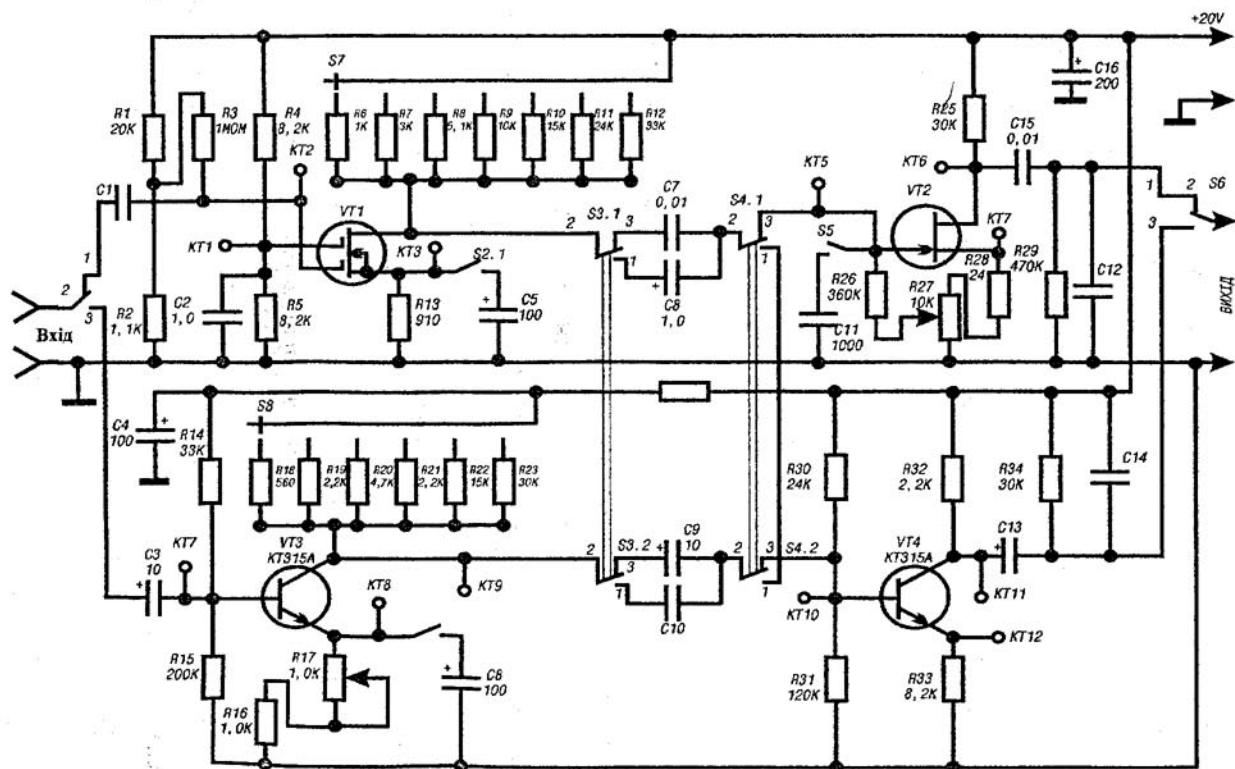 +20V
S7
C16
200
R1
20K
R3
1MOM
R4
8,2K
R6
1K
R7
3K
R8
5,1K
R9
10K
R10
15K
R11
24K
R12
33K
R25
30K
C15
0,01
KT2
KT5
KT6
C1
VT1
C7
0,01
S4.1
VT2
KT7
1
2
S6
3
KT1
KT3
S2.1
2
S3.1
3
1
2
3
1
S5
R28
24
R29
470K
1
2
3
Вхід
R2
1,1K
C2
1,0
R5
8,2K
R13
910
C5
100
C8
1,0
R26
360K
R27
10K
C12
C11
1000
ВИХІД
C4
100
R14
33K
S8
R18
560
R19
2,2K
R20
4,7K
R21
2,2K
R22
15K
R23
30K
R30
24K
R32
2,2K
R34
30K
C14
C3
10
KT7
VT3
KT315A
KT8
KT9
2
S3.2
3
1
C9
10
2
3
S4.2
1
C10
VT4
KT315A
C13
KT10
KT11
KT12
R15
200K
R16
1,0K
R17
1,0K
C8
100
R31
120K
R33
8,2K